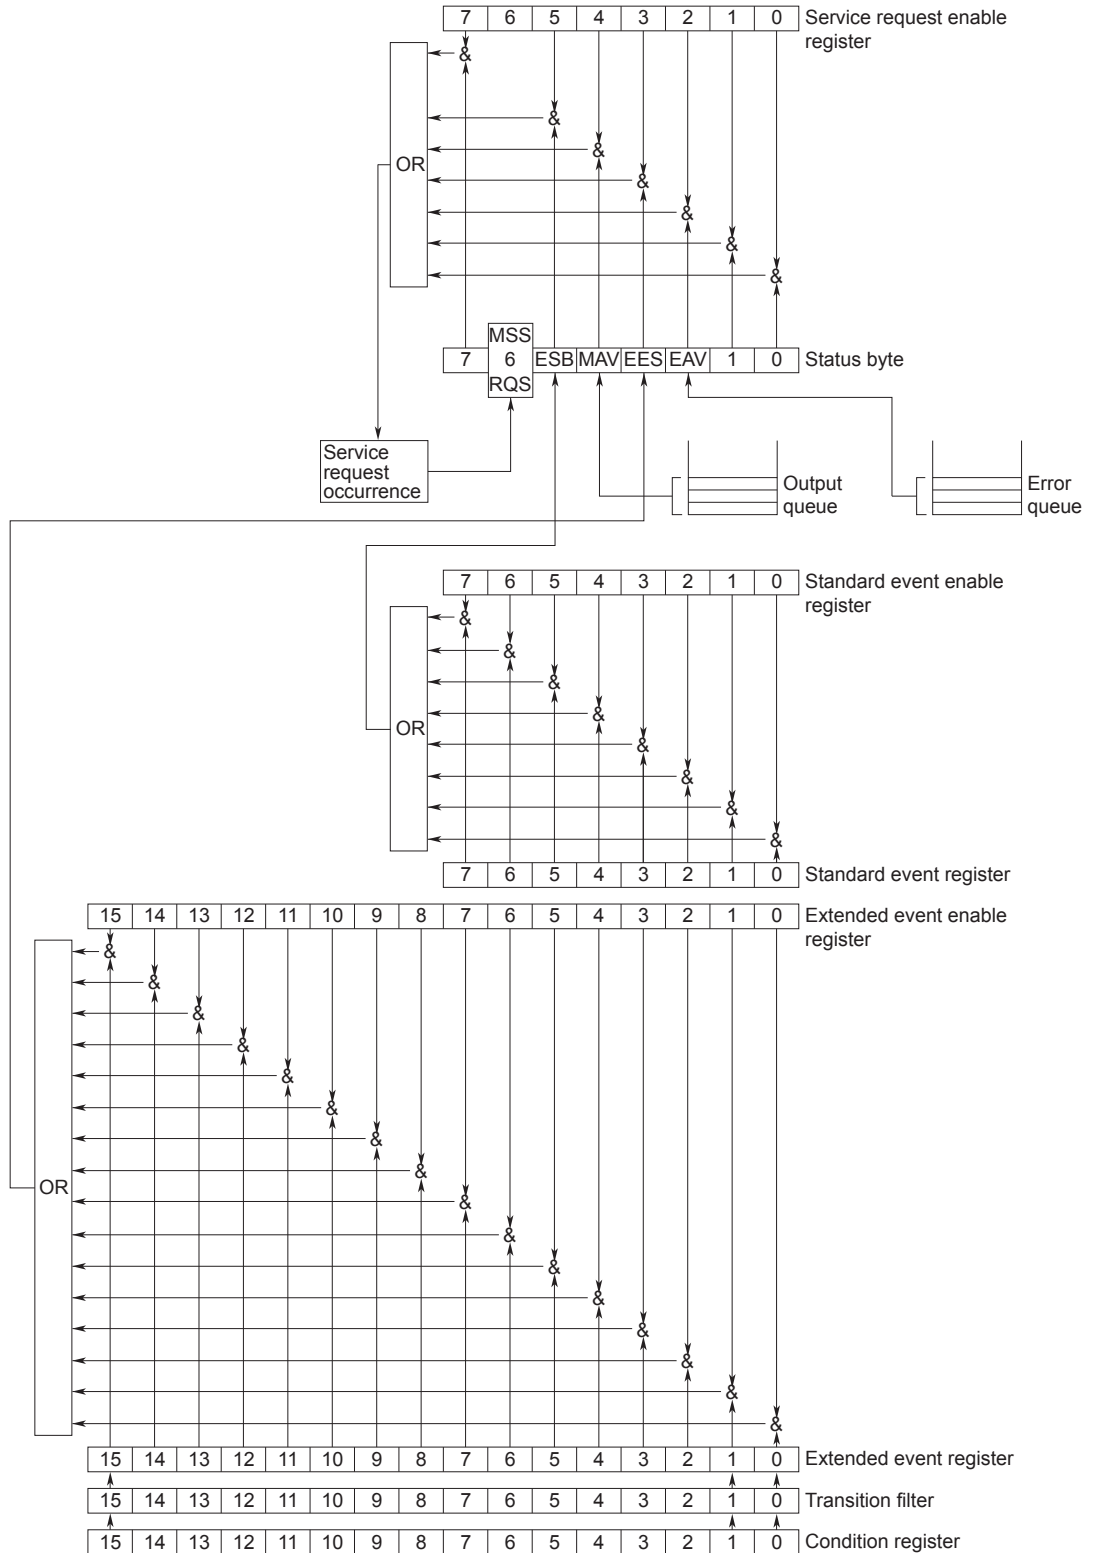 7 6 5 4 3 2 1 0 Service request enable
register
&
&
&
OR
&
&
&
&
MSS
7 6 ESB MAV EES EAV 1 0 Status byte
RQS
Service
request
occurrence
Output
queue
Error
queue
7 6 5 4 3 2 1 0 Standard event enable
register
&
&
&
&
OR
&
&
&
&
7 6 5 4 3 2 1 0 Standard event register
15 14 13 12 11 10 9 8 7 6 5 4 3 2 1 0 Extended event enable
register
&
&
&
&
&
&
&
&
OR
&
&
&
&
&
&
&
&
15 14 13 12 11 10 9 8 7 6 5 4 3 2 1 0 Extended event register
15 14 13 12 11 10 9 8 7 6 5 4 3 2 1 0 Transition filter
15 14 13 12 11 10 9 8 7 6 5 4 3 2 1 0 Condition register